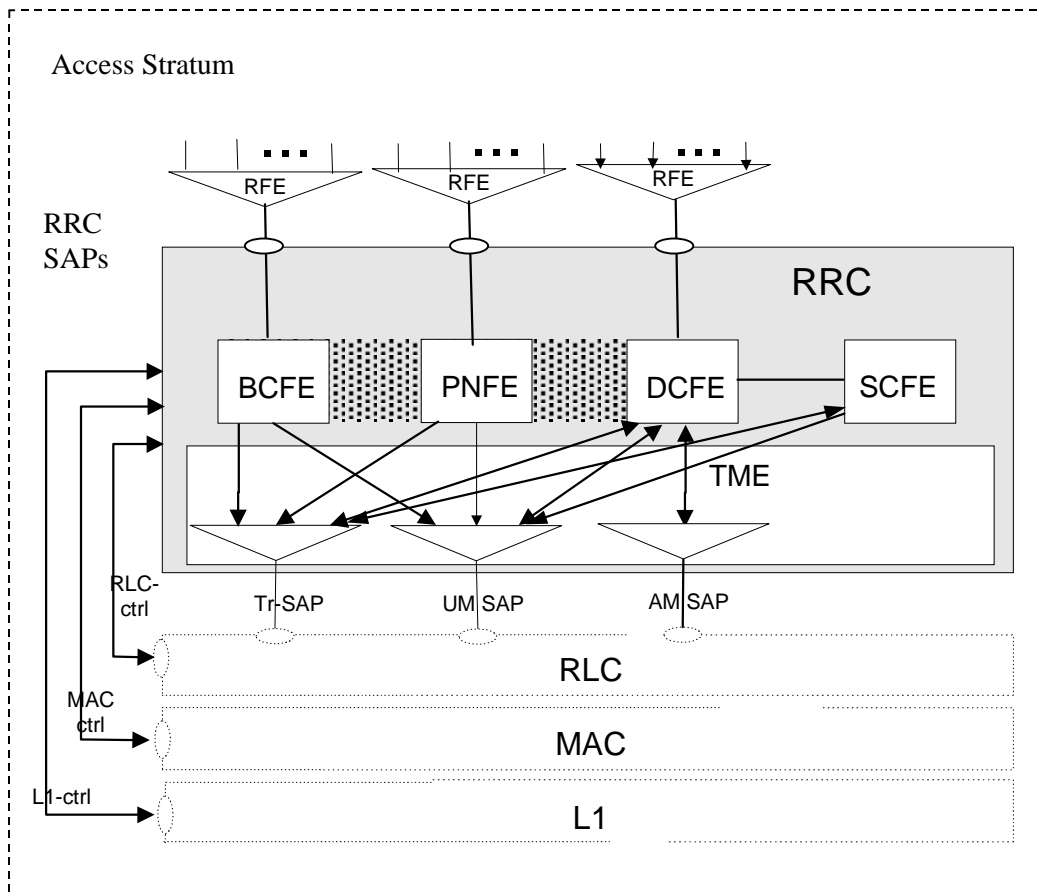 Access Stratum
RFE RFE RFE
RRC
SAPs
RRC
BCFE PNFE DCFE SCFE
TME
RLC-
ctrl
Tr-SAP UM SAP AM SAP
RLC
MAC
ctrl
MAC
L1-ctrl
L1